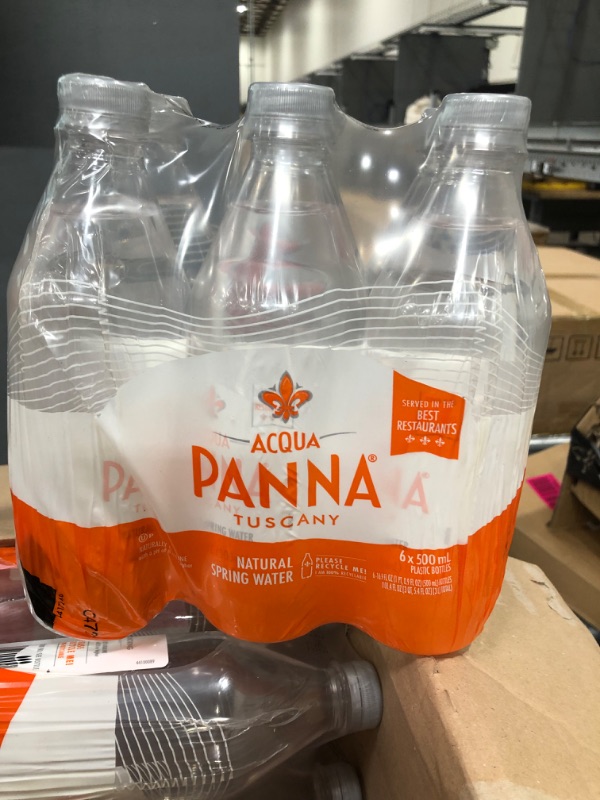 SERVED IN THE
BEST
RESTAURANTS
ACQUA
PANNA®
TUSCANY
NATURAL
SPRING WATER
PLEASE
RECYCLE ME!
6 x 500 mL
PLASTIC BOTTLES
NATURALLY